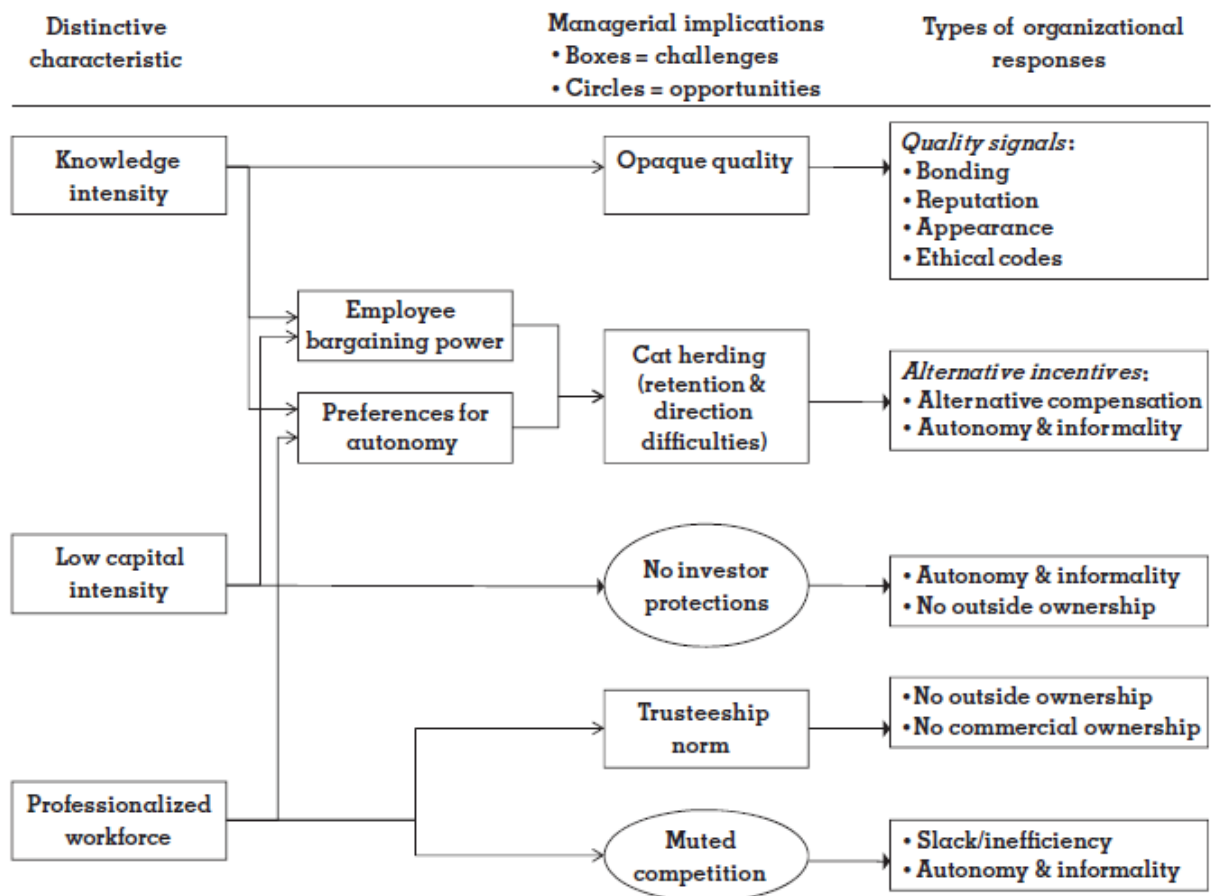 Distinctive
characteristic
Managerial implications
• Boxes = challenges
• Circles = opportunities
Types of organizational
responses
Knowledge
intensity
Opaque quality
Quality signals:
• Bonding
• Reputation
• Appearance
• Ethical codes
Employee
bargaining power
Preferences for
autonomy
Cat herding
(retention &
direction
difficulties)
Alternative incentives:
• Alternative compensation
• Autonomy & informality
Low capital
intensity
No investor
protections
• Autonomy & informality
• No outside ownership
Trusteeship
norm
•No outside ownership
•No commercial ownership
Professionalized
workforce
Muted
competition
• Slack/inefficiency
• Autonomy & informality